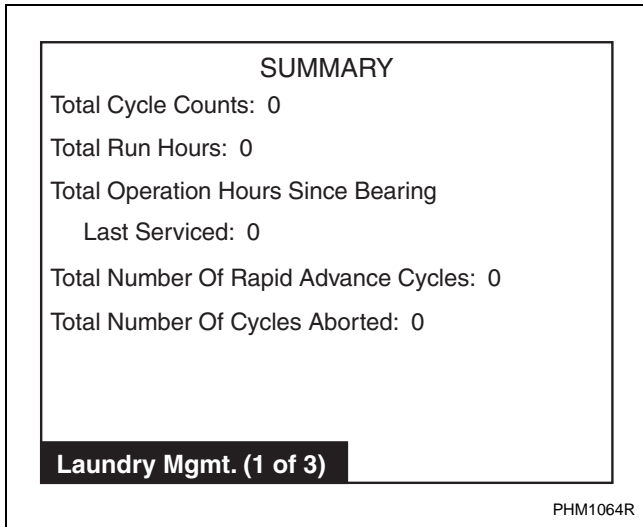 SUMMARY
Total Cycle Counts: 0
Total Run Hours: 0
Total Operation Hours Since Bearing
Last Serviced: 0
Total Number Of Rapid Advance Cycles: 0
Total Number Of Cycles Aborted: 0
Laundry Mgmt. (1 of 3)
PHM1064R